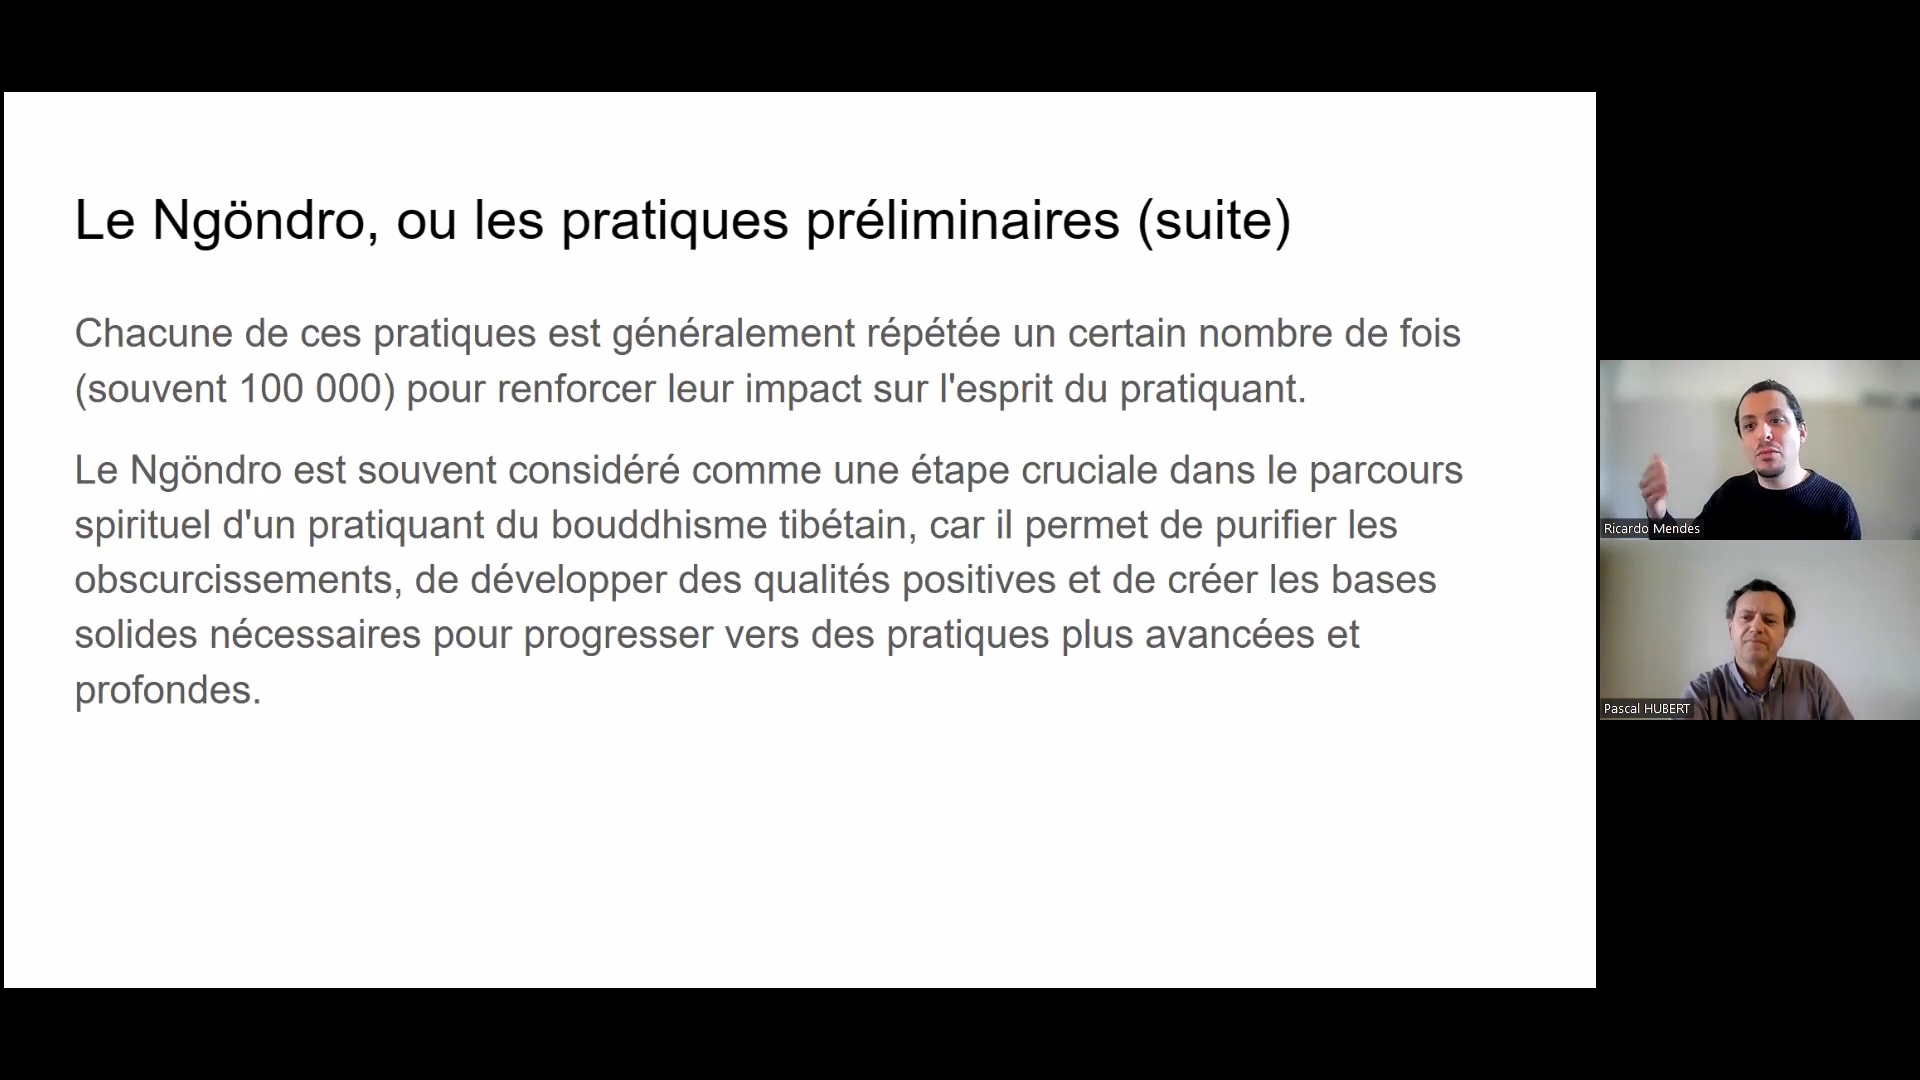 Le Ngöndro, ou les pratiques préliminaires (suite)
Chacune de ces pratiques est généralement répétée un certain nombre de fois
(souvent 100 000) pour renforcer leur impact sur l'esprit du pratiquant.
Le Ngöndro est souvent considéré comme une étape cruciale dans le parcours
spirituel d'un pratiquant du bouddhisme tibétain, car il permet de purifier les
obscurcissements, de développer des qualités positives et de créer les bases
solides nécessaires pour progresser vers des pratiques plus avancées et
profondes.
Ricardo Mendes
Pascal HUBERT